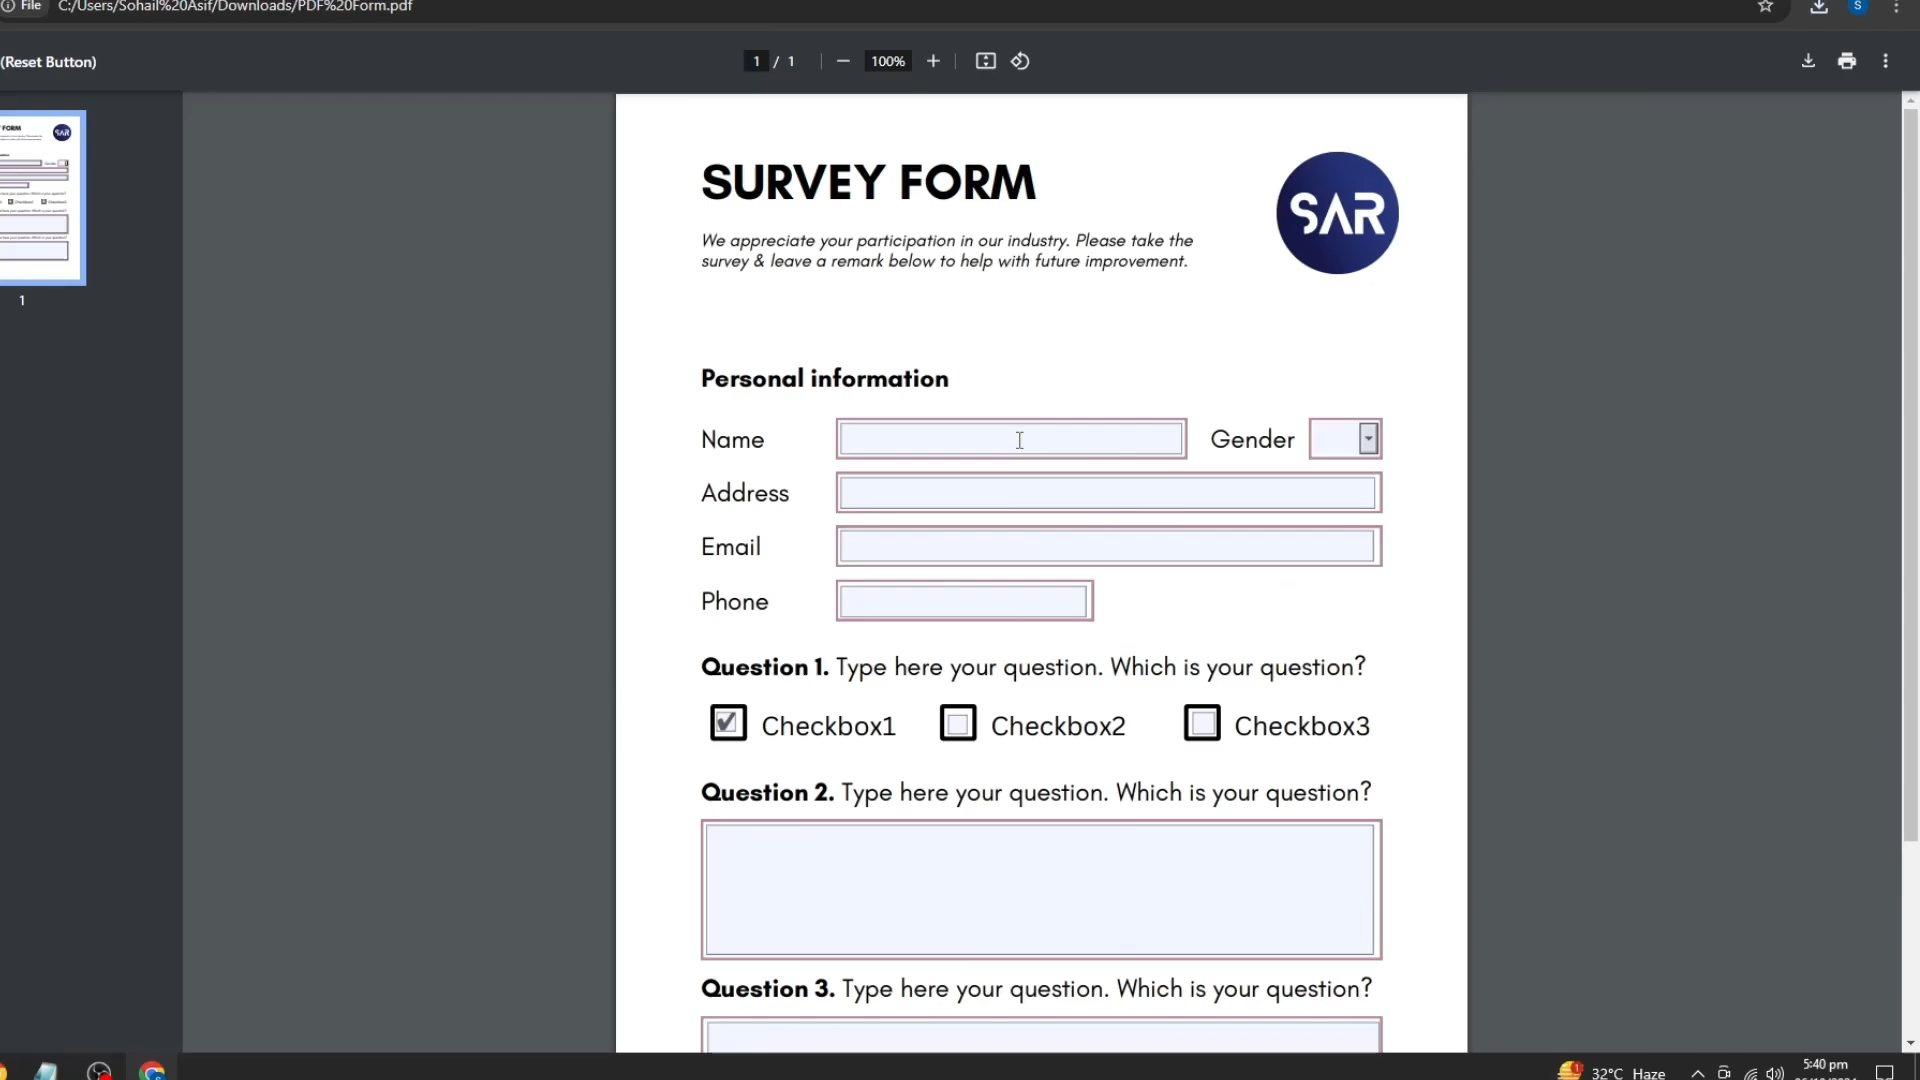 File C:/Users/Sohail%20Asif/Downloads/PDF%20Form.pdf S
(Reset Button) 1 / 1 100%
SURVEY FORM
SAR
We appreciate your participation in our industry. Please take the
survey & leave a remark below to help with future improvement.
1
Personal information
Name Gender
Address
Email
Phone
Question 1. Type here your question. Which is your question?
Checkbox1 Checkbox2 Checkbox3
Question 2. Type here your question. Which is your question?
Question 3. Type here your question. Which is your question?
1 32°C Haze 5:40 pm